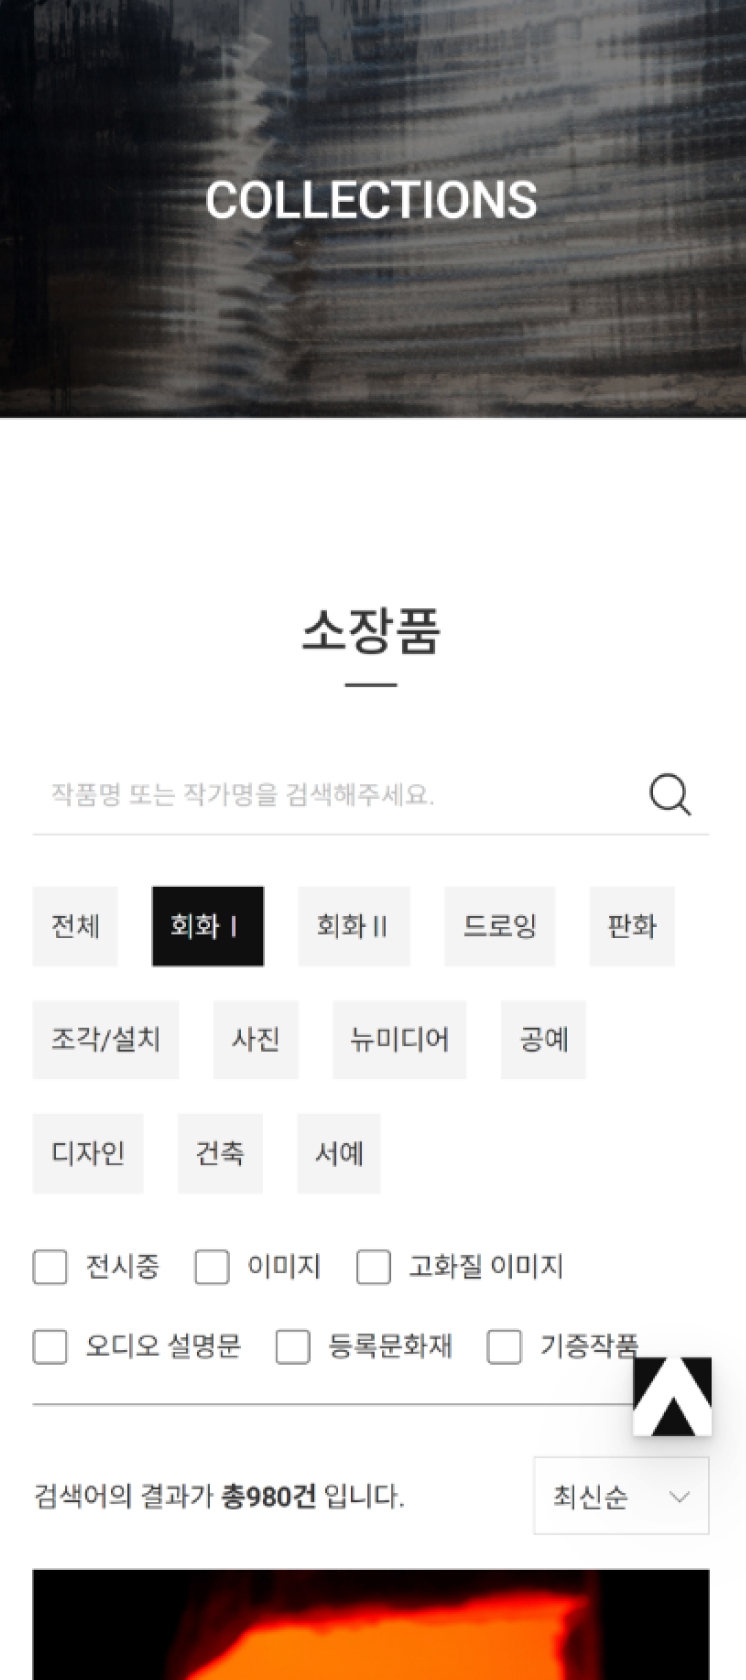 COLLECTIONS
소장품
작품명 또는 작가명을 검색해주세요.
전체 회화Ⅰ 회화Ⅱ 드로잉 판화
조각/설치 사진 뉴미디어 공예
디자인 건축 서예
전시중 이미지 고화질 이미지
오디오 설명문 등록문화재 기증작품
검색어의 결과가 총980건 입니다. 최신순